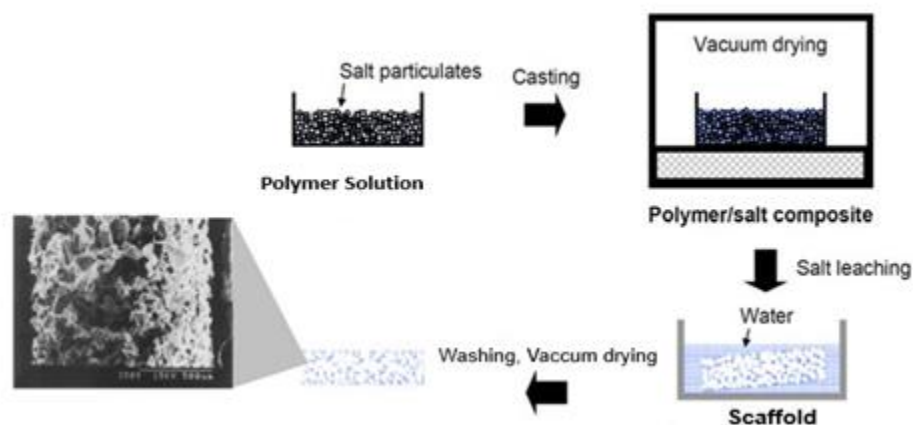 Salt particulates
Casting
Vacuum drying
Polymer Solution
Polymer/salt composite
Salt leaching
Water
Washing, Vaccum drying
Scaffold